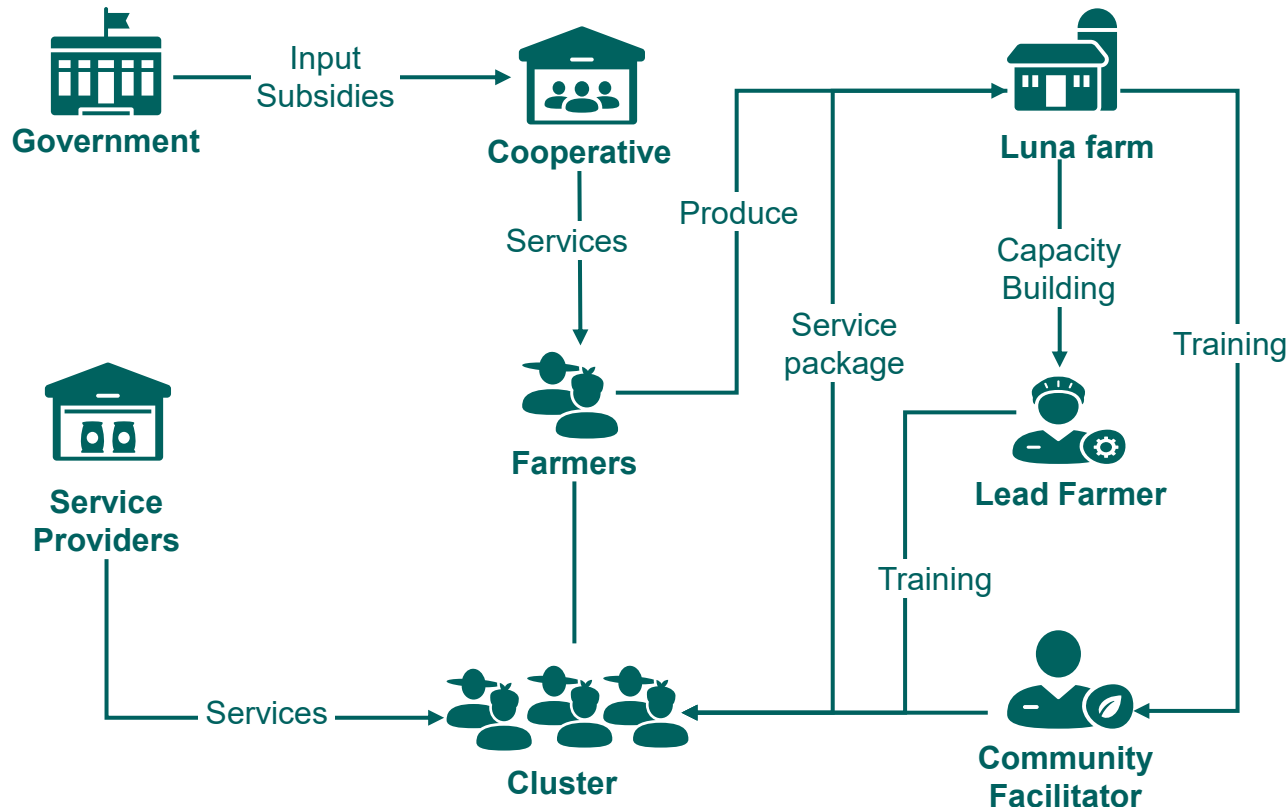 Input
Subsidies
Government
Cooperative
Luna farm
Produce
Services
Capacity
Building
Service
package
Training
Farmers
Lead Farmer
Service
Providers
Training
Services
Cluster
Community
Facilitator